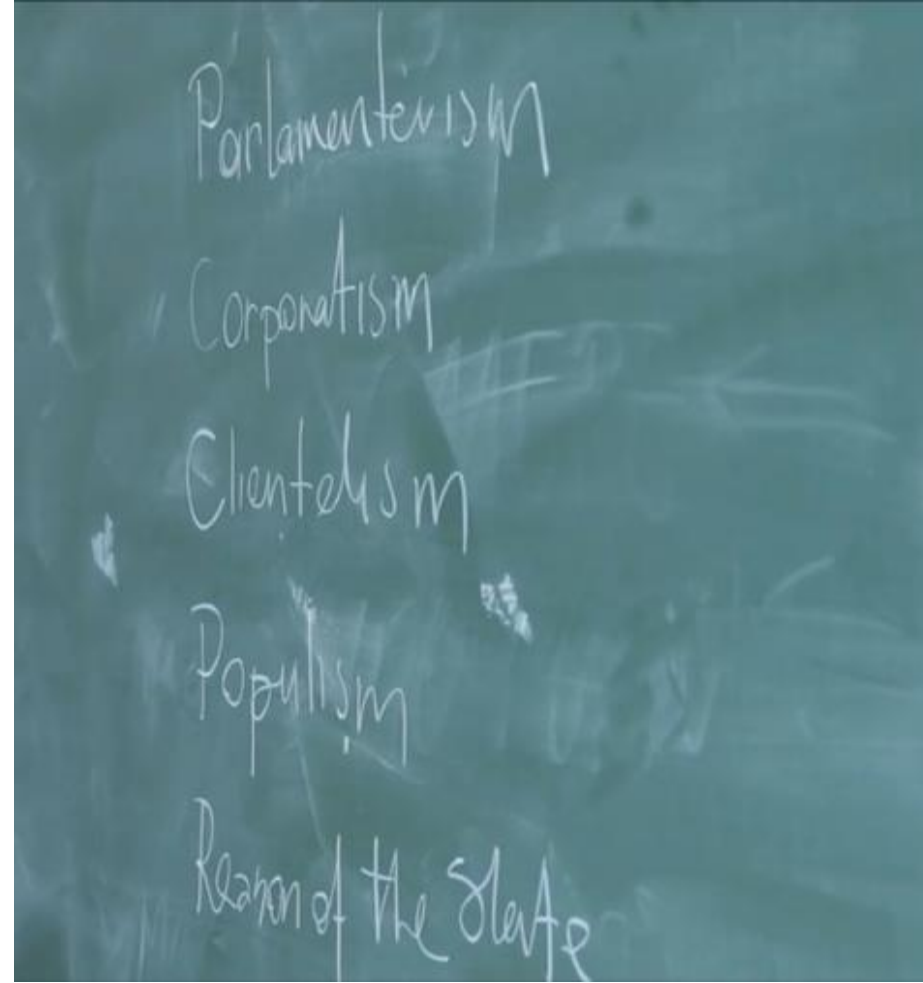 Parlamenterism
Corporatism
Clientelism
Populism
Reason of the State